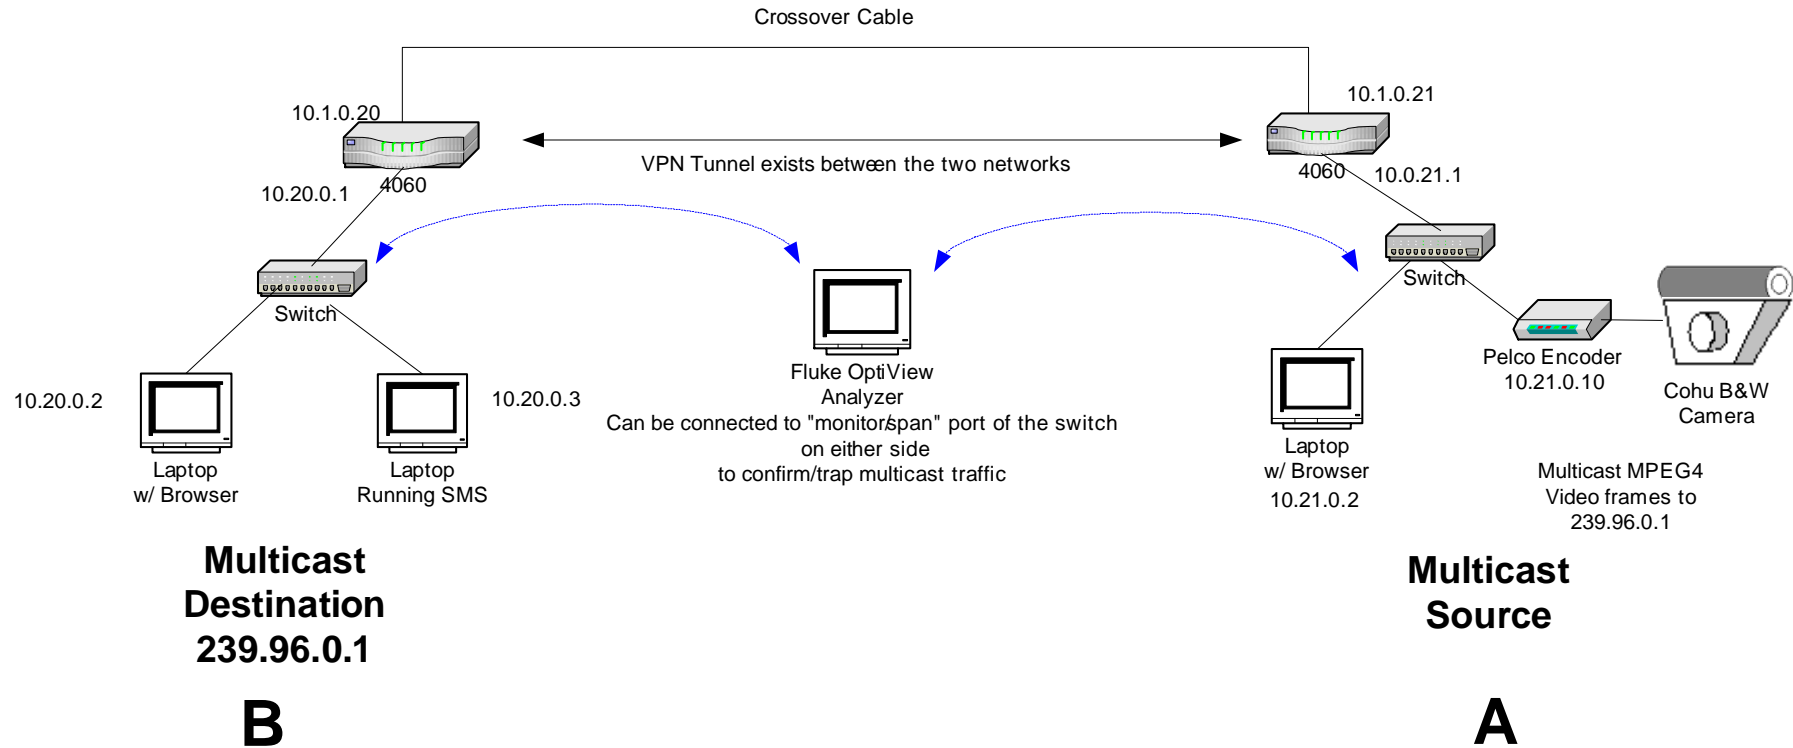 Crossover Cable
10.1.0.20
10.1.0.21
VPN Tunnel exists between the two networks
4060
10.20.0.1
4060
10.0.21.1
Switch
Switch
Fluke OptiView
Analyzer
Can be connected to "monitor/span" port of the switch
on either side
to confirm/trap multicast traffic
10.20.0.2
Laptop
w/ Browser
10.20.0.3
Laptop
Running SMS
Laptop
w/ Browser
10.21.0.2
Pelco Encoder
10.21.0.10
Cohu B&W
Camera
Multicast MPEG4
Video frames to
239.96.0.1
Multicast
Destination
239.96.0.1
Multicast
Source
B
A